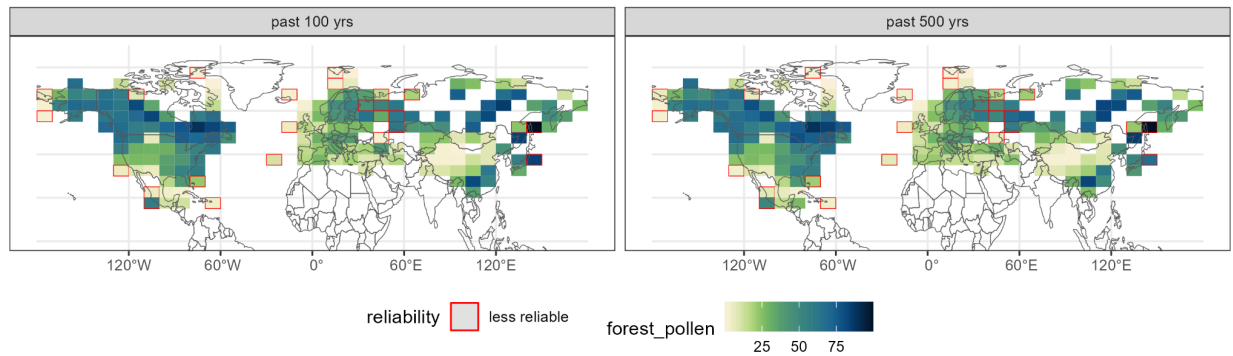 past 100 yrs
past 500 yrs
120°W 60°W 0° 60°E 120°E
120°W 60°W 0° 60°E 120°E
reliability less reliable
forest_pollen
25 50 75